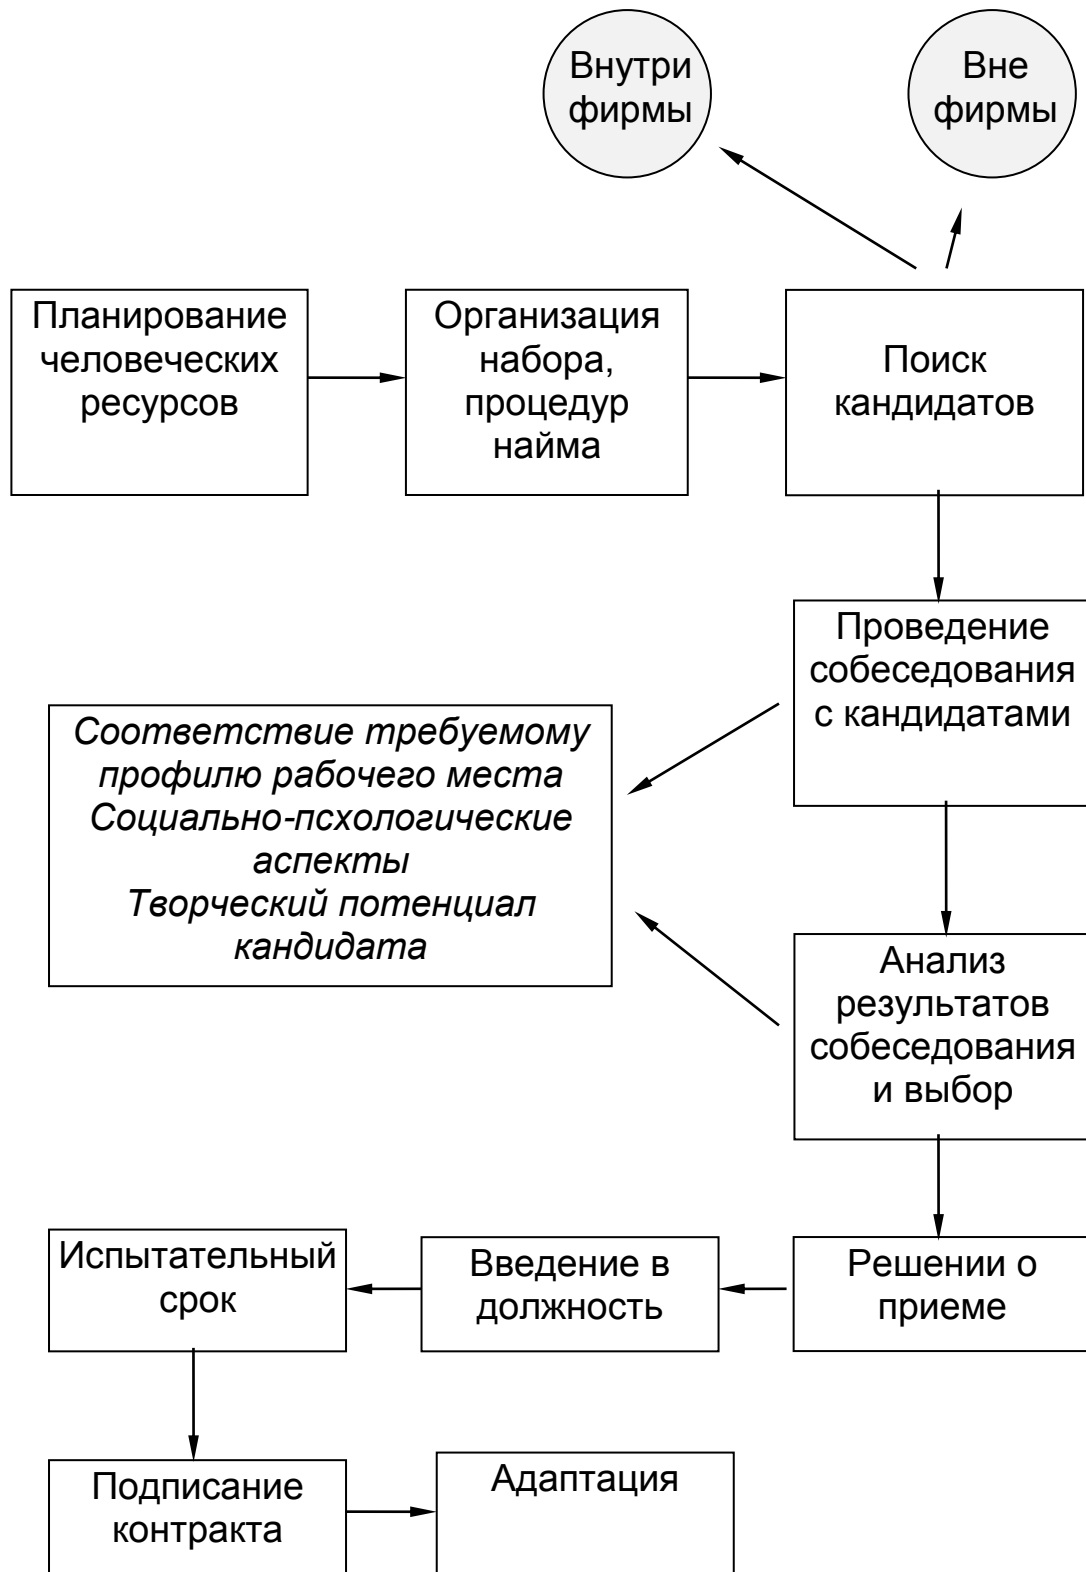 Внутри
фирмы
Вне
фирмы
Планирование
человеческих
ресурсов
Организация
набора,
процедур
найма
Поиск
кандидатов
Проведение
собеседования
с кандидатами
Соответствие требуемому
профилю рабочего места
Социально-псхологические
аспекты
Творческий потенциал
кандидата
Анализ
результатов
собеседования
и выбор
Решении о
приеме
Введение в
должность
Испытательный
срок
Подписание
контракта
Адаптация